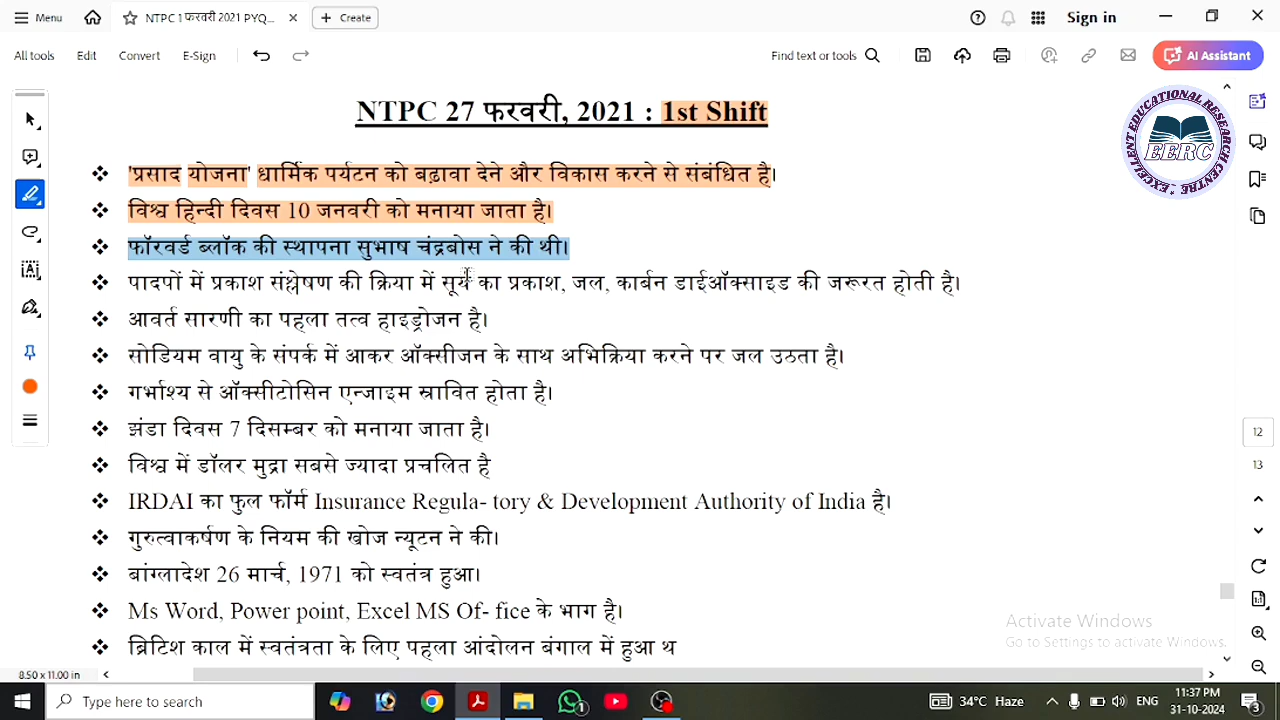 Menu
NTPC 1 फरवरी 2021 PYQ...
Create
Sign in
All tools
Edit
Convert
E-Sign
Find text or tools
AI Assistant
NTPC 27 फरवरी, 2021 : 1st Shift
EXCELLENT EDUCATIONAL RESEARCH CENTRE
EERC
❖ 'प्रसाद योजना' धार्मिक पर्यटन को बढ़ावा देने और विकास करने से संबंधित है।
❖ विश्व हिन्दी दिवस 10 जनवरी को मनाया जाता है।
❖ फॉरवर्ड ब्लॉक की स्थापना सुभाष चंद्रबोस ने की थी।
❖ पादपों में प्रकाश संश्लेषण की क्रिया में सूर्य का प्रकाश, जल, कार्बन डाईऑक्साइड की जरूरत होती है।
❖ आवर्त सारणी का पहला तत्व हाइड्रोजन है।
❖ सोडियम वायु के संपर्क में आकर ऑक्सीजन के साथ अभिक्रिया करने पर जल उठता है।
❖ गर्भाश्य से ऑक्सीटोसिन एन्जाइम स्रावित होता है।
❖ झंडा दिवस 7 दिसम्बर को मनाया जाता है।
❖ विश्व में डॉलर मुद्रा सबसे ज्यादा प्रचलित है
❖ IRDAI का फुल फॉर्म Insurance Regula- tory & Development Authority of India है।
❖ गुरुत्वाकर्षण के नियम की खोज न्यूटन ने की।
❖ बांग्लादेश 26 मार्च, 1971 को स्वतंत्र हुआ।
❖ Ms Word, Power point, Excel MS Of- fice के भाग है।
❖ ब्रिटिश काल में स्वतंत्रता के लिए पहला आंदोलन बंगाल में हुआ थ
12
13
Activate Windows
Go to Settings to activate Windows.
8.50 x 11.00 in
Type here to search
1
34°C Haze
ENG
11:37 PM
31-10-2024
3